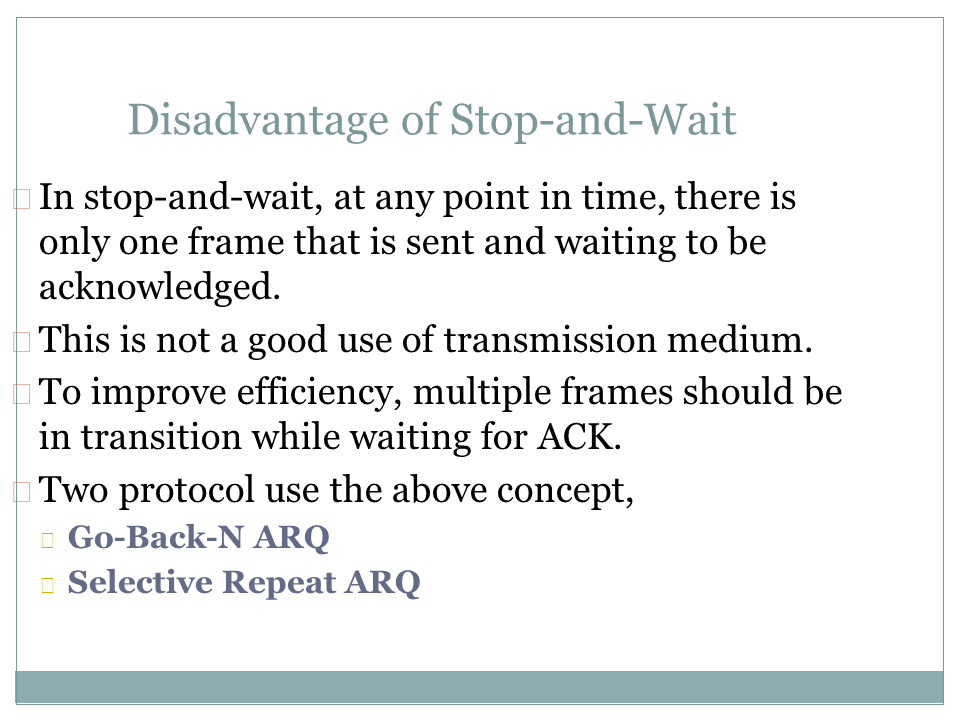 Disadvantage of Stop-and-Wait
In stop-and-wait, at any point in time, there is
only one frame that is sent and waiting to be
acknowledged.
This is not a good use of transmission medium.
To improve efficiency, multiple frames should be
in transition while waiting for ACK.
Two protocol use the above concept,
Go-Back-N ARQ
Selective Repeat ARQ